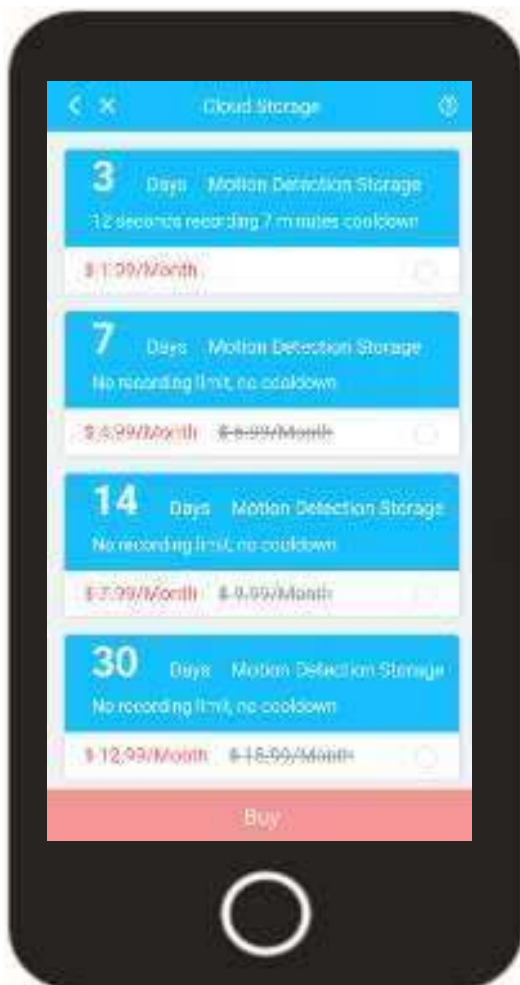 Cloud Storage
3 Days Motion Detection Storage
12 seconds recording 7 minutes cooldown
$ 1.99/Month
7 Days Motion Detection Storage
No recording limit, no cooldown
$ 4.99/Month $ 6.99/Month
14 Days Motion Detection Storage
No recording limit, no cooldown
$ 7.99/Month $ 9.99/Month
30 Days Motion Detection Storage
No recording limit, no cooldown
$ 12.99/Month $ 18.99/Month
Buy